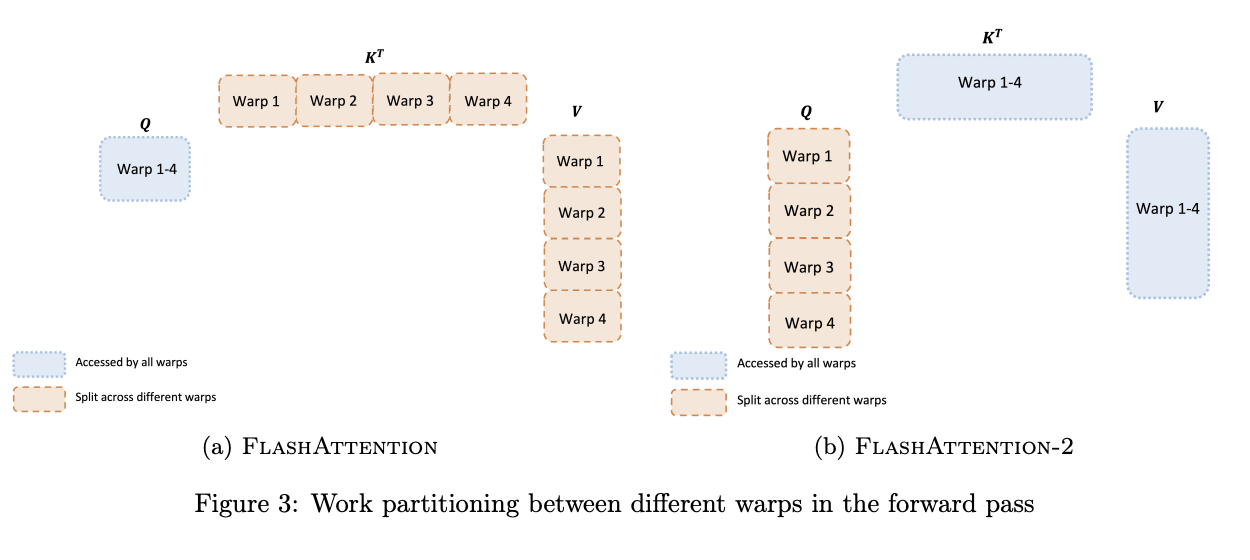 Q
Warp 1-4
K^T
Warp 1 Warp 2 Warp 3 Warp 4
V
Warp 1
Warp 2
Warp 3
Warp 4
Accessed by all warps
Split across different warps
(a) FLASHATTENTION
Q
Warp 1
Warp 2
Warp 3
Warp 4
K^T
Warp 1-4
V
Warp 1-4
Accessed by all warps
Split across different warps
(b) FLASHATTENTION-2
Figure 3: Work partitioning between different warps in the forward pass